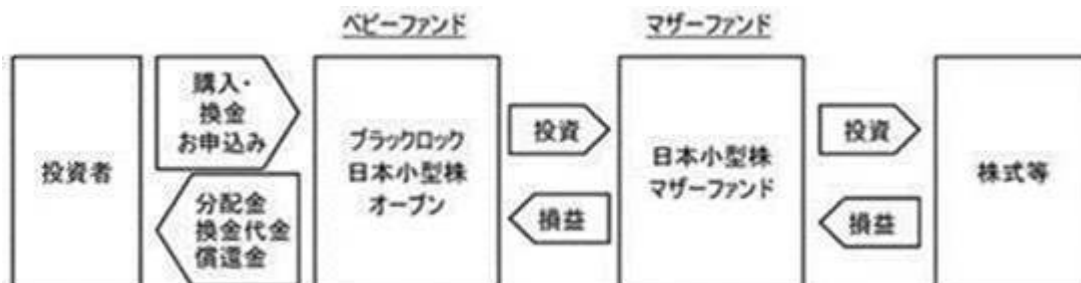 ベビーファンド
マザーファンド
投資者
購入・
換金
お申込み
分配金
換金代金
償還金
ブラックロック
日本小型株
オープン
投資
損益
日本小型株
マザーファンド
投資
損益
株式等